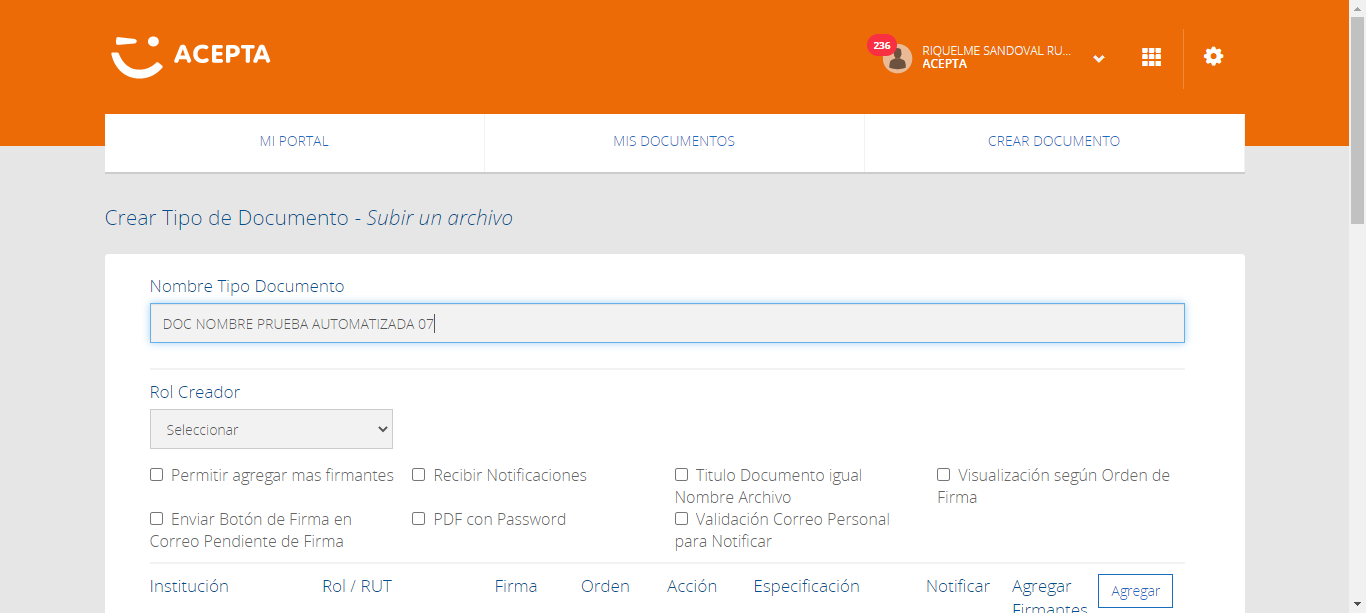 ACEPTA
236
RIQUELME SANDOVAL RU...
ACEPTA
MI PORTAL
MIS DOCUMENTOS
CREAR DOCUMENTO
Crear Tipo de Documento - Subir un archivo
Nombre Tipo Documento
DOC NOMBRE PRUEBA AUTOMATIZADA 07
Rol Creador
Seleccionar
Permitir agregar mas firmantes
Recibir Notificaciones
Titulo Documento igual
Nombre Archivo
Visualización según Orden de
Firma
Enviar Botón de Firma en
Correo Pendiente de Firma
PDF con Password
Validación Correo Personal
para Notificar
Institución
Rol / RUT
Firma
Orden
Acción
Especificación
Notificar
Agregar
Firmantes
Agregar